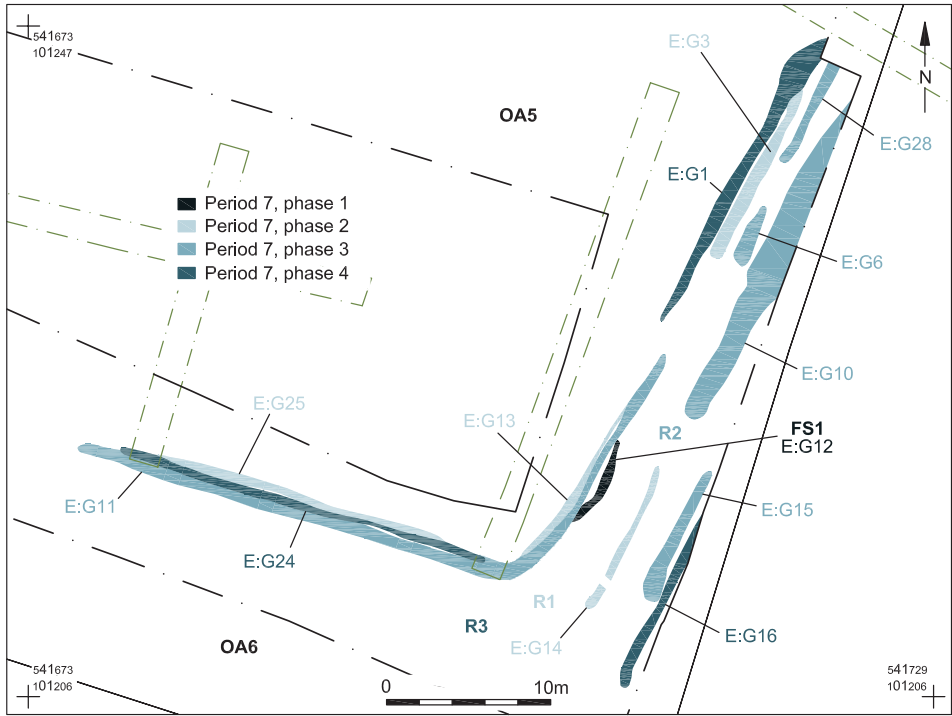 541673
101247
E:G3
N
OA5
E:G28
E:G1
Period 7, phase 1
Period 7, phase 2
Period 7, phase 3
Period 7, phase 4
E:G6
E:G10
E:G25
E:G13
R2
FS1
E:G12
E:G11
E:G15
E:G24
R1
R3
E:G14
E:G16
OA6
541673
101206
0 10m
541729
101206